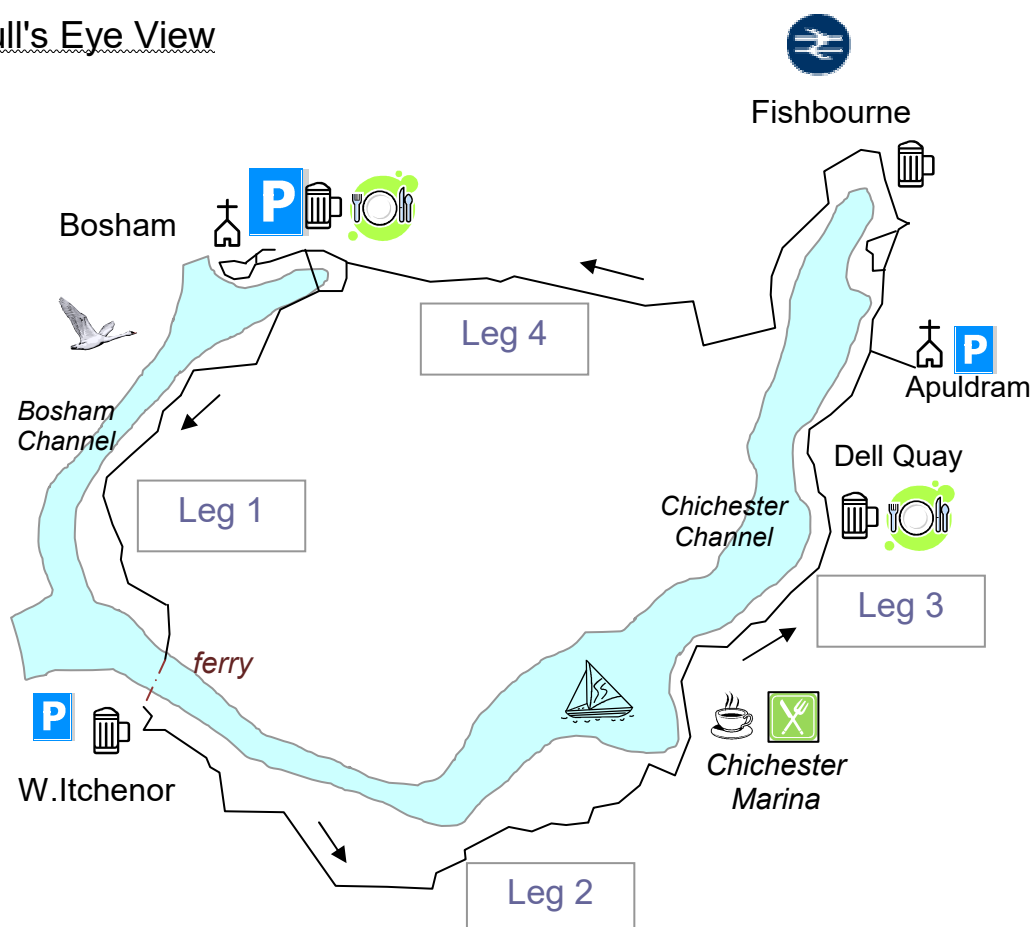 ull's Eye View
Fishbourne
Bosham
P
Leg 4
P
Apuldram
Bosham
Channel
Dell Quay
Leg 1
Chichester
Channel
Leg 3
ferry
P
W.Itchenor
Chichester
Marina
Leg 2